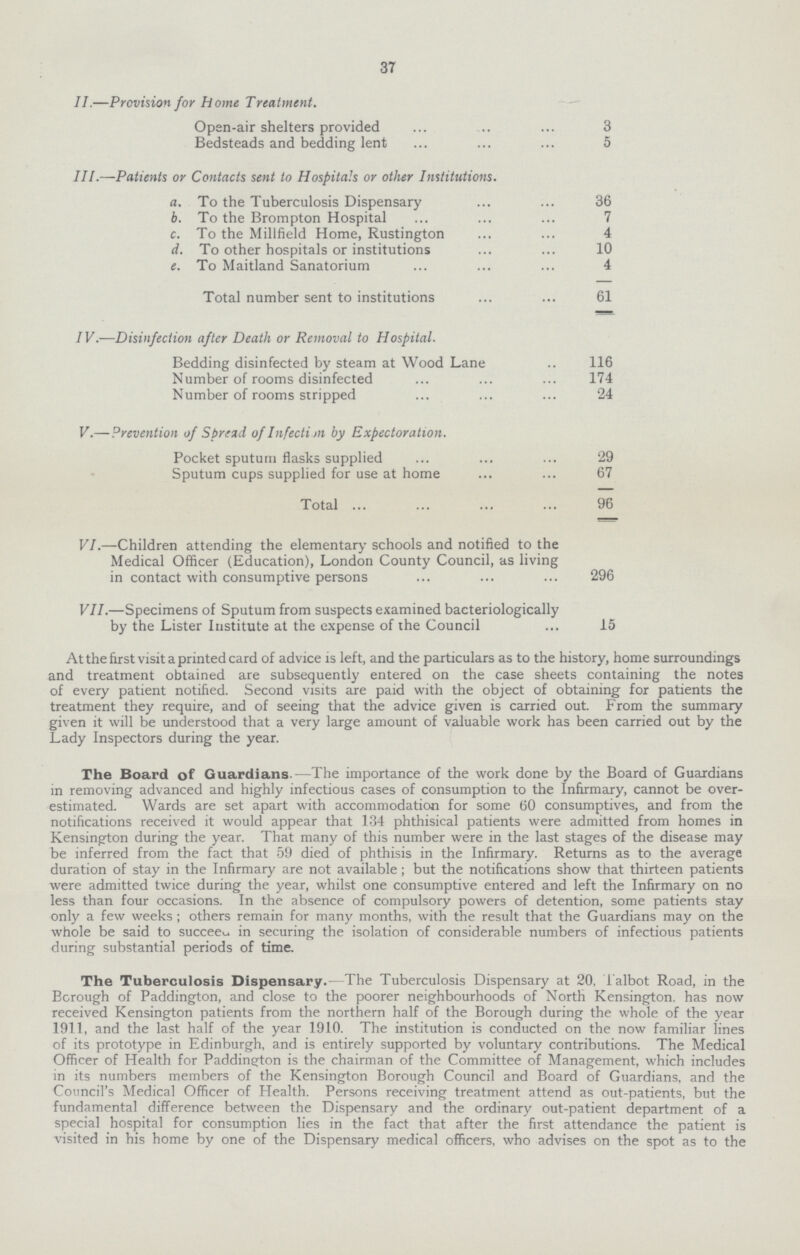 37
II.—Provision for Home Treatment.
Open-air shelters provided ... .. ... 3
Bedsteads and bedding lent ... ... ... 5
III.—Patients or Contacts sent to Hospitals or other Institutions.
a. To the Tuberculosis Dispensary ... ... 36
b. To the Brompton Hospital ... ... ... 7
c. To the Millfield Home, Rustington ... ... 4
d. To other hospitals or institutions ... ... 10
e. To Maitland Sanatorium ... ... ... 4
Total number sent to institutions ... ... 61
IV.—Disinfection after Death or Removal to Hospital.
Bedding disinfected by steam at Wood Lane .. 116
Number of rooms disinfected ... ... ... 174
Number of rooms stripped ... ... ... 24
V.—Prevention of Spread of Infection by Expectoration.
Pocket sputum flasks supplied ... ... ... 29
Sputum cups supplied for use at home ... ... 67
Total ... ... ... ... 96
VI.—Children attending the elementary schools and notified to the
Medical Officer (Education), London County Council, as living
in contact with consumptive persons ... ... ... 296
VII.—Specimens of Sputum from suspects examined bacteriologically
by the Lister Institute at the expense of the Council ... 15
At the first visit a printed card of advice is left, and the particulars as to the history, home surroundings
and treatment obtained are subsequently entered on the case sheets containing the notes
of every patient notified. Second visits are paid with the object of obtaining for patients the
treatment they require, and of seeing that the advice given is carried out. From the summary
given it will be understood that a very large amount of valuable work has been carried out by the
Lady Inspectors during the year.
The Board of Guardians.—The importance of the work done by the Board of Guardians
in removing advanced and highly infectious cases of consumption to the Infirmary, cannot be over-
estimated. Wards are set apart with accommodation for some 60 consumptives, and from the
notifications received it would appear that 134 phthisical patients were admitted from homes in
Kensington during the year. That many of this number were in the last stages of the disease may
be inferred from the fact that 59 died of phthisis in the Infirmary. Returns as to the average
duration of stay in the Infirmary are not available; but the notifications show that thirteen patients
were admitted twice during the year, whilst one consumptive entered and left the Infirmary on no
less than four occasions. In the absence of compulsory powers of detention, some patients stay
only a few weeks; others remain for many months, with the result that the Guardians may on the
whole be said to succeed in securing the isolation of considerable numbers of infectious patients
during substantial periods of time.
The Tuberculosis Dispensary.—The Tuberculosis Dispensary at 20, Talbot Road, in the
Borough of Paddington, and close to the poorer neighbourhoods of North Kensington, has now
received Kensington patients from the northern half of the Borough during the whole of the year
1911, and the last half of the year 1910. The institution is conducted on the now familiar lines
of its prototype in Edinburgh, and is entirely supported by voluntary contributions. The Medical
Officer of Health for Paddington is the chairman of the Committee of Management, which includes
in its numbers members of the Kensington Borough Council and Board of Guardians, and the
Council's Medical Officer of Health. Persons receiving treatment attend as out-patients, but the
fundamental difference between the Dispensary and the ordinary out-patient department of a
special hospital for consumption lies in the fact that after the first attendance the patient is
visited in his home by one of the Dispensary medical officers, who advises on the spot as to the